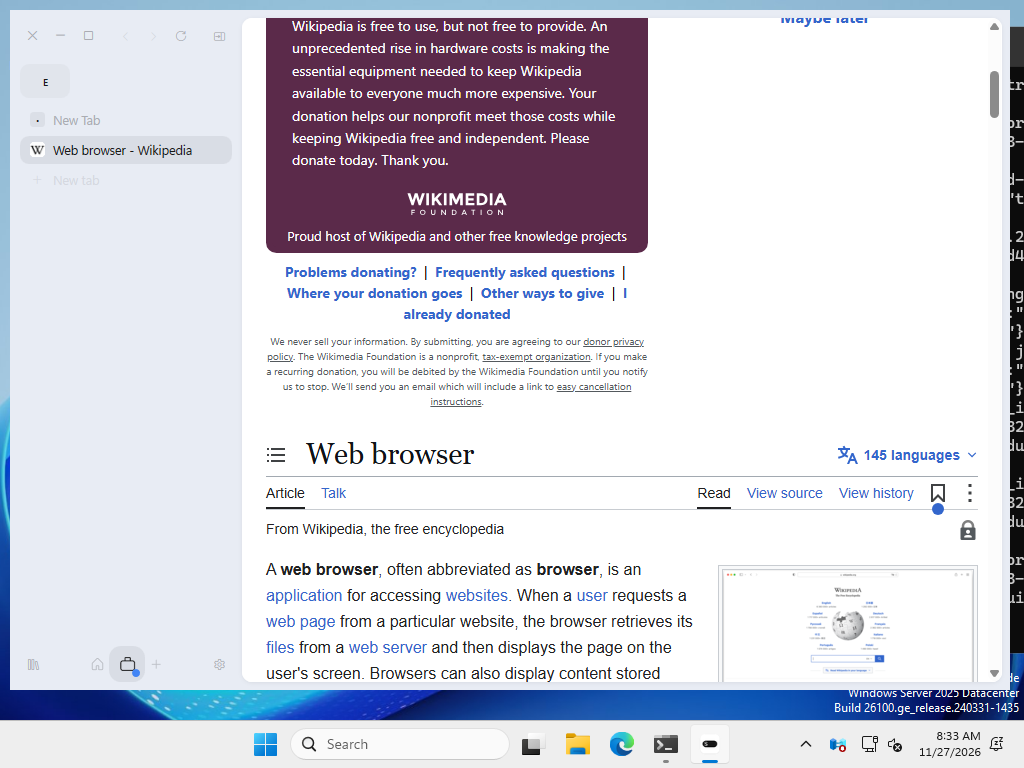 E
New Tab
W Web browser - Wikipedia
New tab
Maybe later
Wikipedia is free to use, but not free to provide. An
unprecedented rise in hardware costs is making the
essential equipment needed to keep Wikipedia
available to everyone much more expensive. Your
donation helps our nonprofit meet those costs while
keeping Wikipedia free and independent. Please
donate today. Thank you.
WIKIMEDIA
FOUNDATION
Proud host of Wikipedia and other free knowledge projects
Problems donating? | Frequently asked questions |
Where your donation goes | Other ways to give | I
already donated
We never sell your information. By submitting, you are agreeing to our donor privacy
policy. The Wikimedia Foundation is a nonprofit, tax-exempt organization. If you make
a recurring donation, you will be debited by the Wikimedia Foundation until you notify
us to stop. We'll send you an email which will include a link to easy cancellation
instructions.
Web browser
145 languages
Article Talk Read View source View history
From Wikipedia, the free encyclopedia
A web browser, often abbreviated as browser, is an
application for accessing websites. When a user requests a
web page from a particular website, the browser retrieves its
files from a web server and then displays the page on the
user's screen. Browsers can also display content stored
WIKIPEDIA
Windows Server 2025 Datacenter
Build 26100.ge_release.240331-1435
Search
8:33 AM
11/27/2026